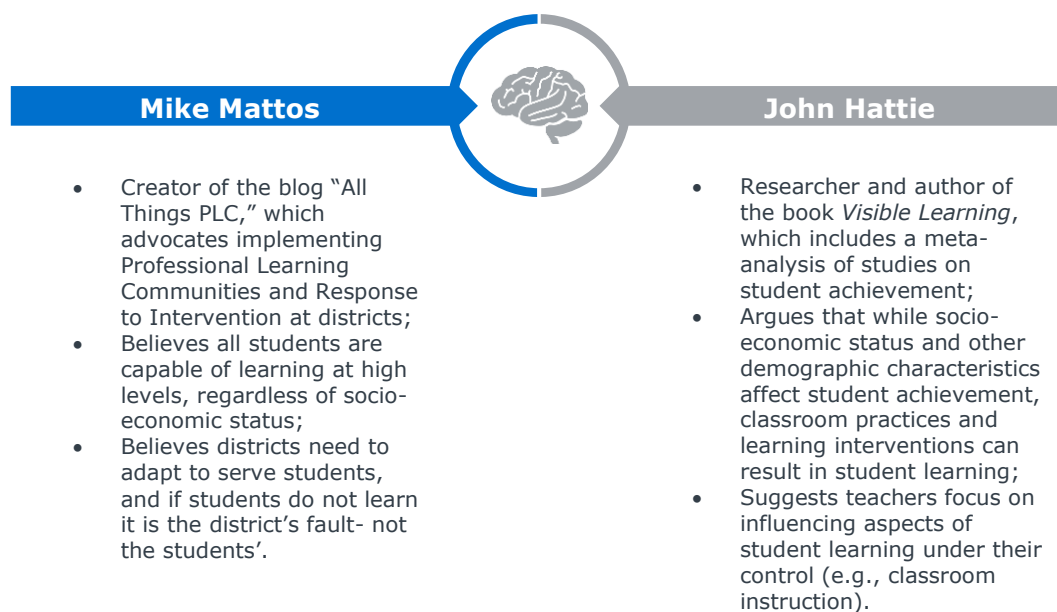 Mike Mattos
• Creator of the blog “All
Things PLC,” which
advocates implementing
Professional Learning
Communities and Response
to Intervention at districts;
• Believes all students are
capable of learning at high
levels, regardless of socio-
economic status;
• Believes districts need to
adapt to serve students,
and if students do not learn
it is the district’s fault- not
the students’.
John Hattie
• Researcher and author of
the book Visible Learning,
which includes a meta-
analysis of studies on
student achievement;
• Argues that while socio-
economic status and other
demographic characteristics
affect student achievement,
classroom practices and
learning interventions can
result in student learning;
• Suggests teachers focus on
influencing aspects of
student learning under their
control (e.g., classroom
instruction).